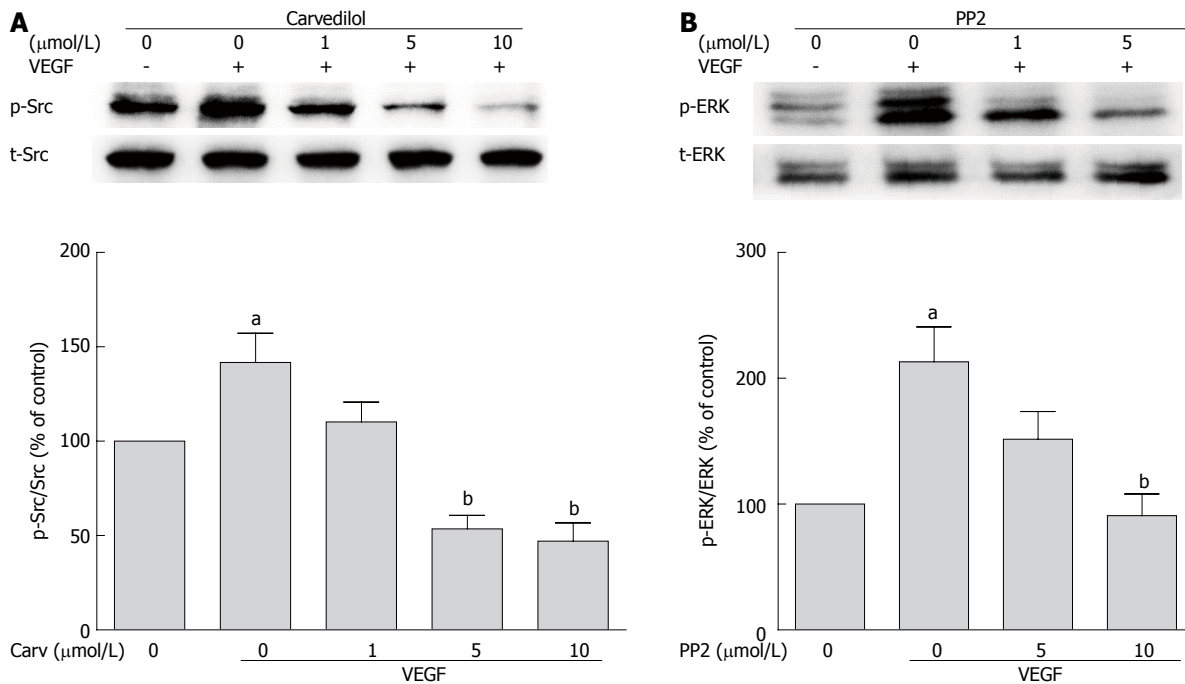 A
Carvedilol
(μmol/L) 0 0 1 5 10
VEGF - + + + +
p-Src
t-Src
200
150
100
50
0
p-Src/Src (% of control)
a
b
b
Carv (μmol/L) 0 0 1 5 10
VEGF
B
PP2
(μmol/L) 0 0 1 5
VEGF - + + +
p-ERK
t-ERK
300
200
100
0
p-ERK/ERK (% of control)
a
b
PP2 (μmol/L) 0 0 5 10
VEGF